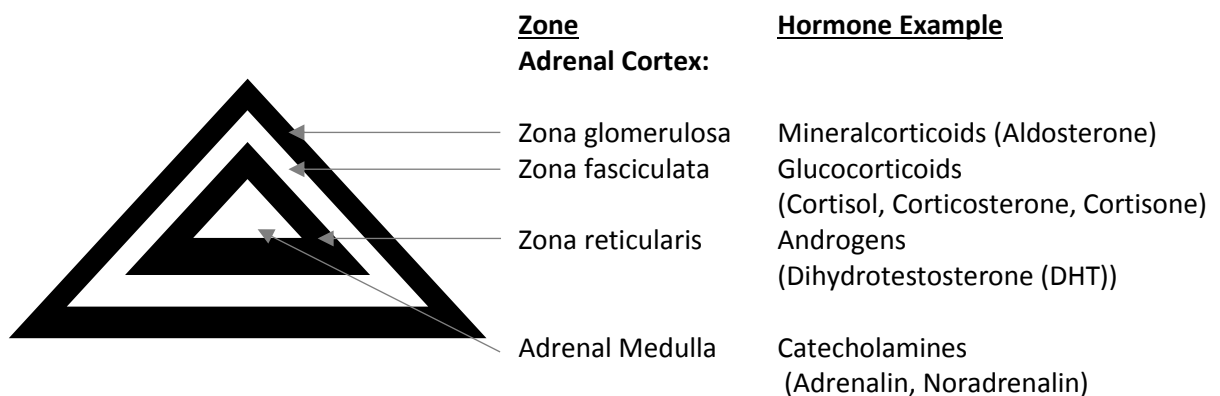 Zone Hormone Example
Adrenal Cortex:
Zona glomerulosa Mineralcorticoids (Aldosterone)
Zona fasciculata Glucocorticoids
(Cortisol, Corticosterone, Cortisone)
Zona reticularis Androgens
(Dihydrotestosterone (DHT))
Adrenal Medulla Catecholamines
(Adrenalin, Noradrenalin)